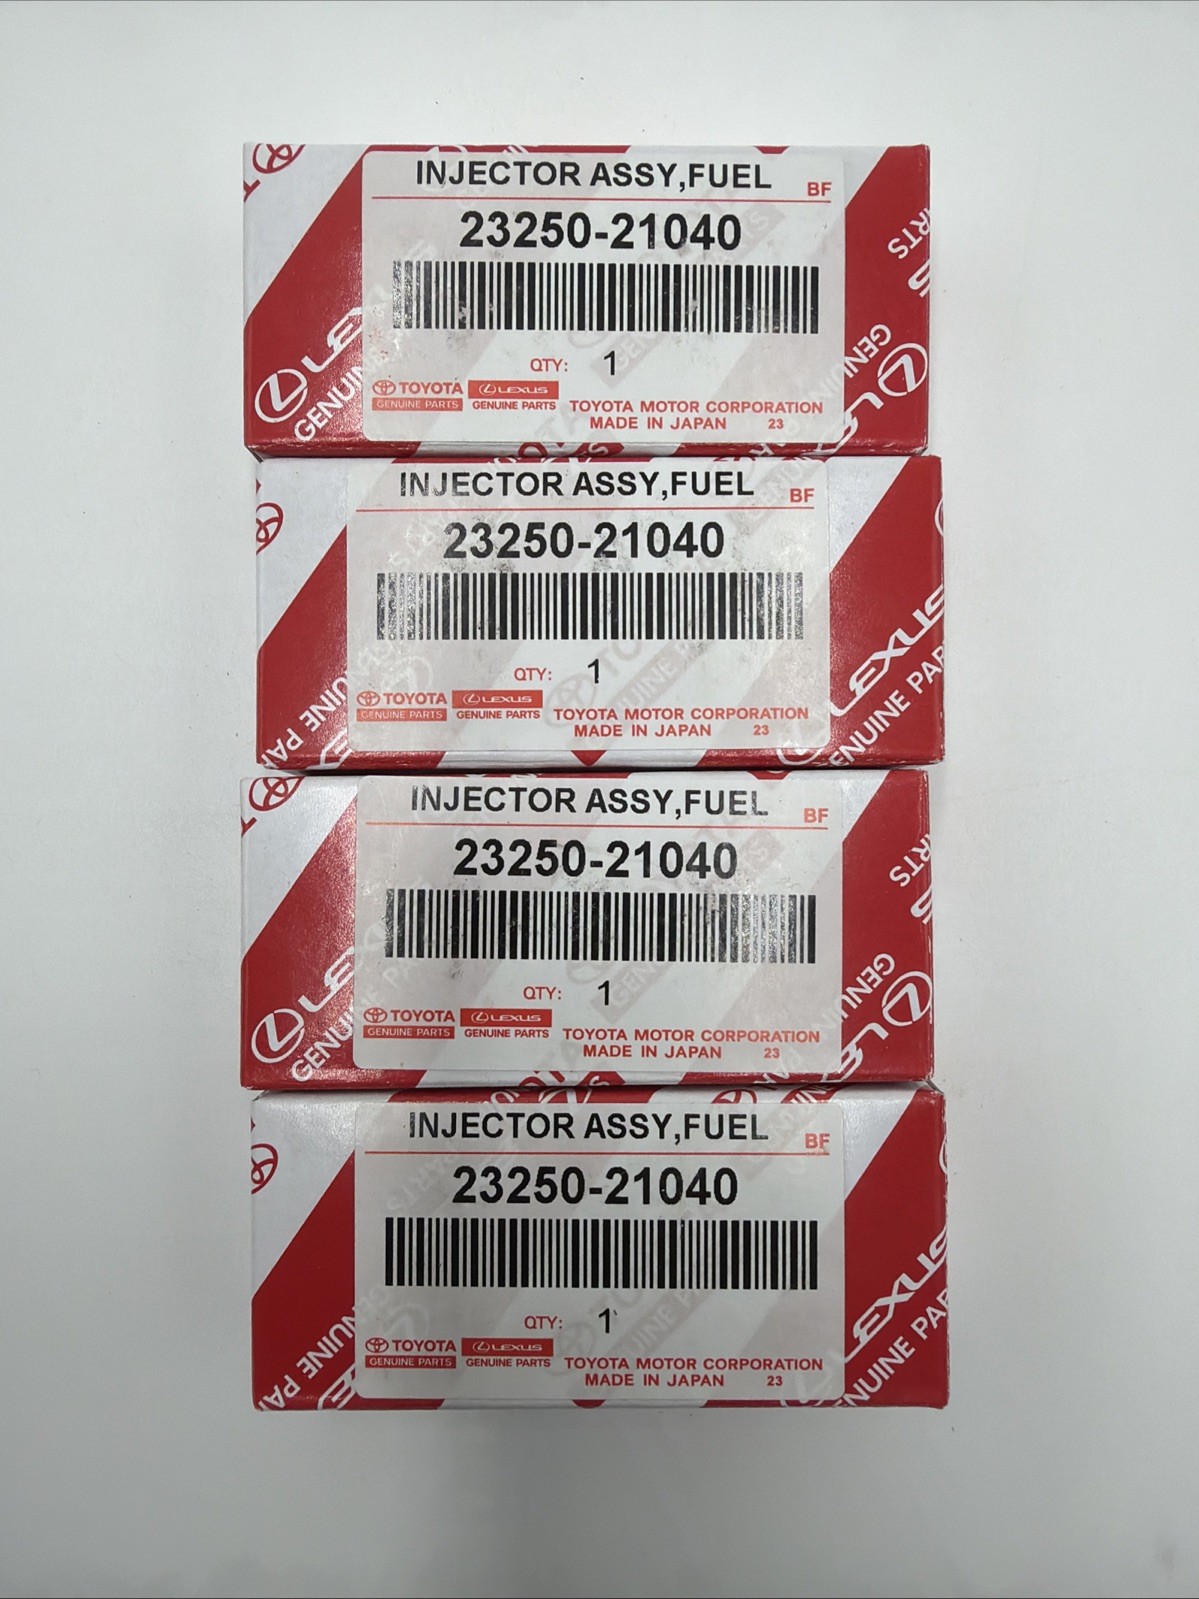 INJECTOR ASSY,FUEL BF
23250-21040
QTY: 1
TOYOTA LEXUS
GENUINE PARTS GENUINE PARTS TOYOTA MOTOR CORPORATION
MADE IN JAPAN 23
INJECTOR ASSY,FUEL BF
23250-21040
QTY: 1
TOYOTA LEXUS
GENUINE PARTS GENUINE PARTS TOYOTA MOTOR CORPORATION
MADE IN JAPAN 23
INJECTOR ASSY,FUEL BF
23250-21040
QTY: 1
TOYOTA LEXUS
GENUINE PARTS GENUINE PARTS TOYOTA MOTOR CORPORATION
MADE IN JAPAN 23
INJECTOR ASSY,FUEL BF
23250-21040
QTY: 1
TOYOTA LEXUS
GENUINE PARTS GENUINE PARTS TOYOTA MOTOR CORPORATION
MADE IN JAPAN 23